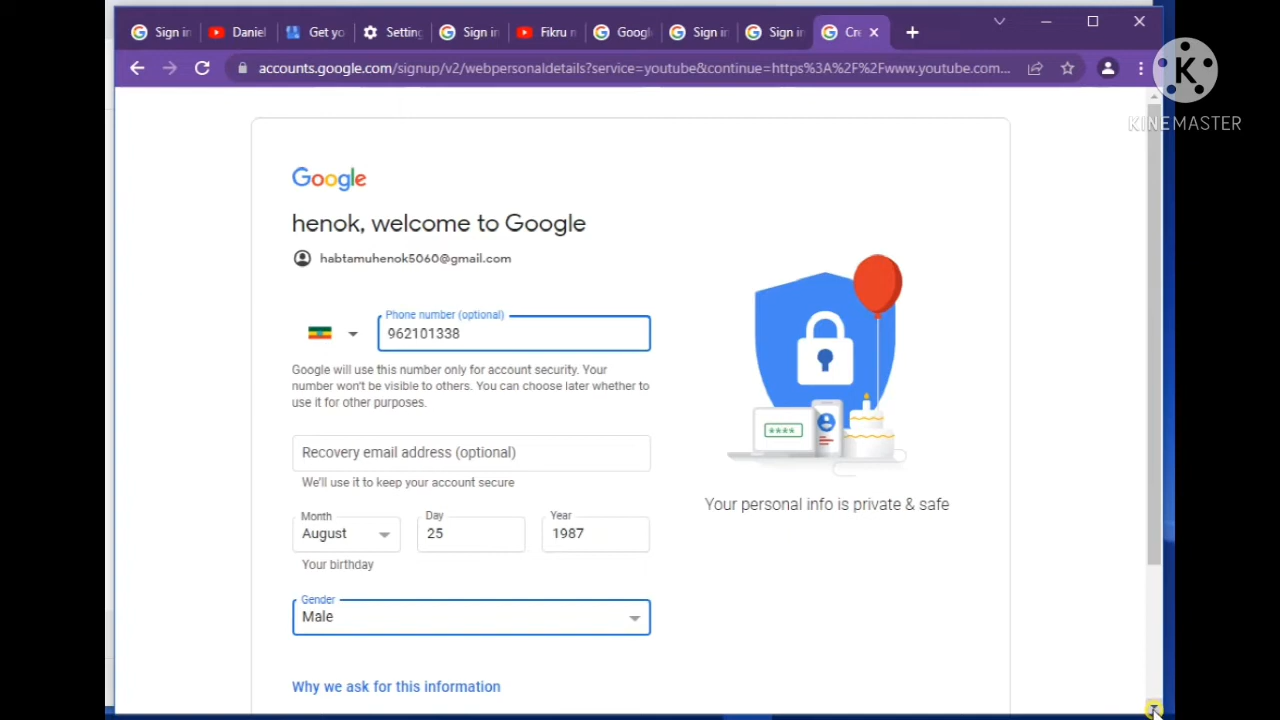 Sign in
Daniel
Get yo
Setting
Sign in
Fikru n
Googl
Sign in
Sign in
Cre
accounts.google.com/signup/v2/webpersonaldetails?service=youtube&continue=https%3A%2F%2Fwww.youtube.com...
K
KINEMASTER
Google
henok, welcome to Google
habtamuhenok5060@gmail.com
Phone number (optional)
962101338
Google will use this number only for account security. Your
number won't be visible to others. You can choose later whether to
use it for other purposes.
Recovery email address (optional)
We'll use it to keep your account secure
Month
August
Day
25
Year
1987
Your birthday
Gender
Male
Why we ask for this information
****
Your personal info is private & safe